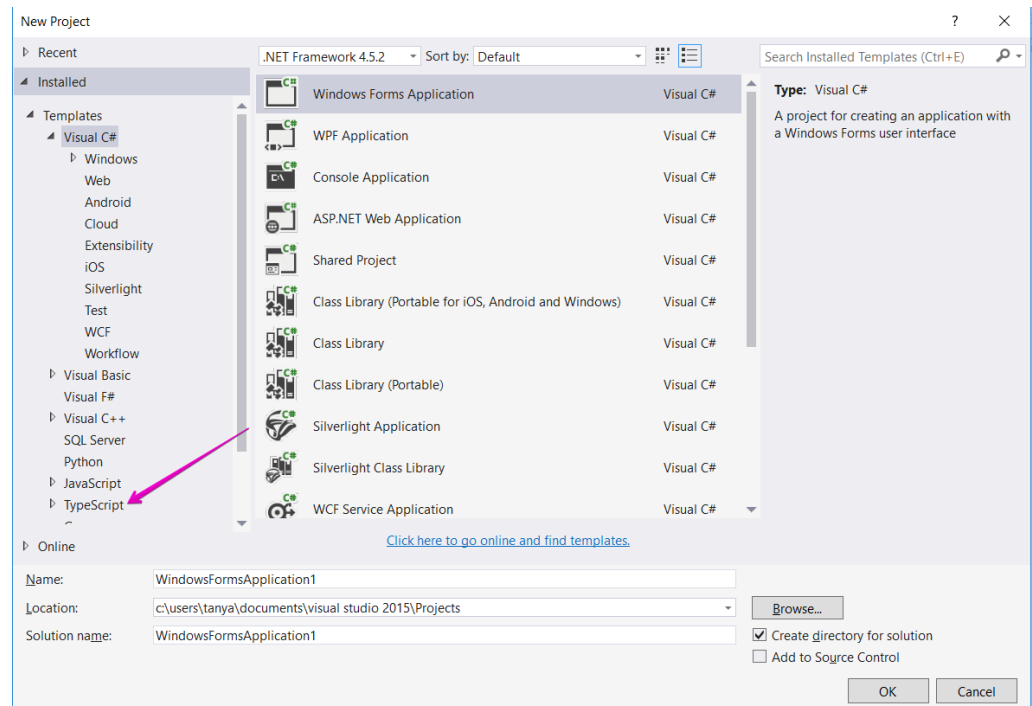 New Project
?
Recent
.NET Framework 4.5.2
Sort by: Default
Search Installed Templates (Ctrl+E)
Installed
Templates
Visual C#
Windows
Web
Android
Cloud
Extensibility
iOS
Silverlight
Test
WCF
Workflow
Visual Basic
Visual F#
Visual C++
SQL Server
Python
JavaScript
TypeScript
Online
Windows Forms Application Visual C#
WPF Application Visual C#
Console Application Visual C#
ASP.NET Web Application Visual C#
Shared Project Visual C#
Class Library (Portable for iOS, Android and Windows) Visual C#
Class Library Visual C#
Class Library (Portable) Visual C#
Silverlight Application Visual C#
Silverlight Class Library Visual C#
WCF Service Application Visual C#
Click here to go online and find templates.
Type: Visual C#
A project for creating an application with
a Windows Forms user interface
Name: WindowsFormsApplication1
Location: c:\users\tanya\documents\visual studio 2015\Projects
Browse...
Solution name: WindowsFormsApplication1
Create directory for solution
Add to Source Control
OK
Cancel